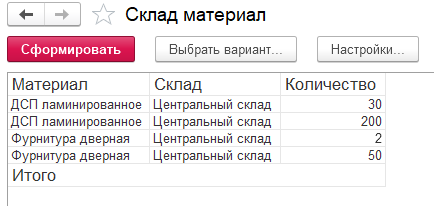 Склад материал
Сформировать Выбрать вариант... Настройки...
Материал Склад Количество
ДСП ламинированное Центральный склад 30
ДСП ламинированное Центральный склад 200
Фурнитура дверная Центральный склад 2
Фурнитура дверная Центральный склад 50
Итого